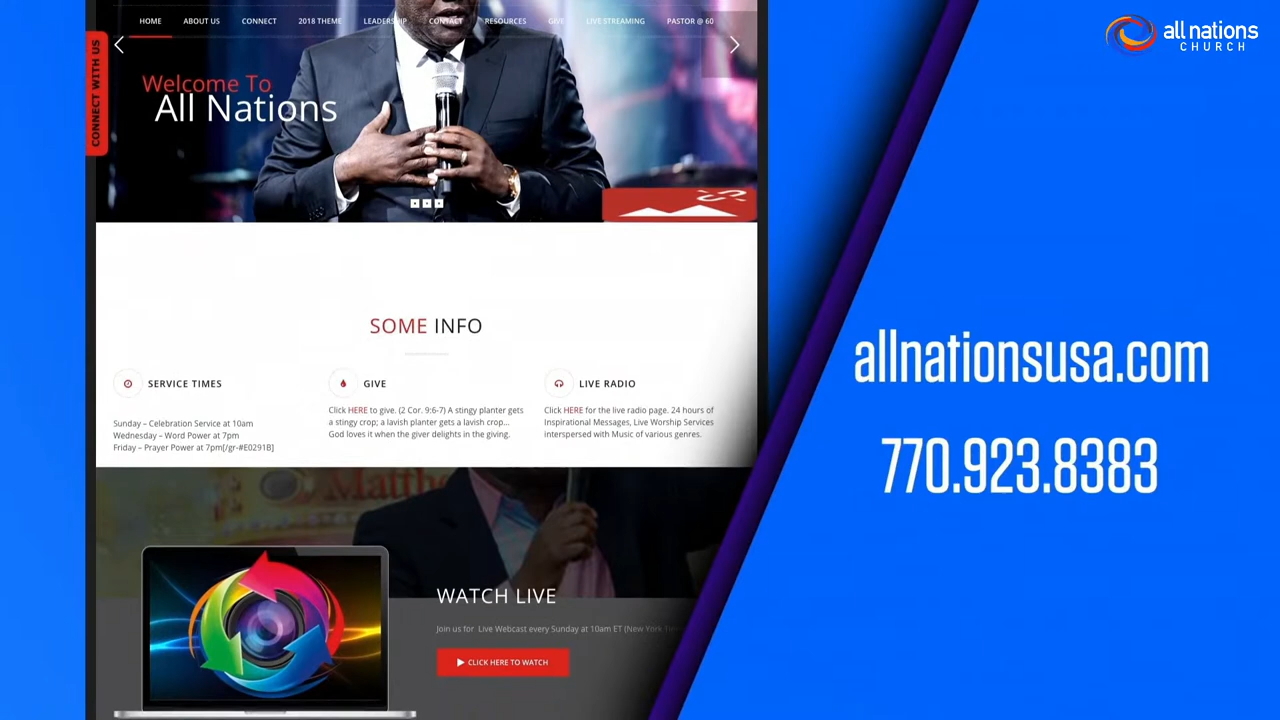 HOME ABOUT US CONNECT 2018 THEME LEADERSHIP CONTACT RESOURCES GIVE LIVE STREAMING PASTOR @ 60
all nations
CHURCH
CONNECT WITH US
Welcome To
All Nations
SOME INFO
SERVICE TIMES
Sunday – Celebration Service at 10am
Wednesday – Word Power at 7pm
Friday – Prayer Power at 7pm[/gr-#E0291B]
GIVE
Click HERE to give. (2 Cor. 9:6-7) A stingy planter gets
a stingy crop; a lavish planter gets a lavish crop...
God loves it when the giver delights in the giving.
LIVE RADIO
Click HERE for the live radio page. 24 hours of
Inspirational Messages, Live Worship Services
interspersed with Music of various genres.
allnationsusa.com
770.923.8383
WATCH LIVE
Join us for Live Webcast every Sunday at 10am ET (New York
CLICK HERE TO WATCH